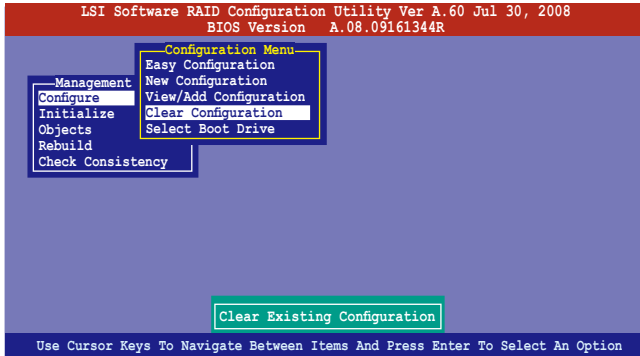 LSI Software RAID Configuration Utility Ver A.60 Jul 30, 2008
BIOS Version A.08.09161344R
Configuration Menu
Easy Configuration
New Configuration
View/Add Configuration
Clear Configuration
Select Boot Drive
Management
Configure
Initialize
Objects
Rebuild
Check Consistency
Clear Existing Configuration
Use Cursor Keys To Navigate Between Items And Press Enter To Select An Option